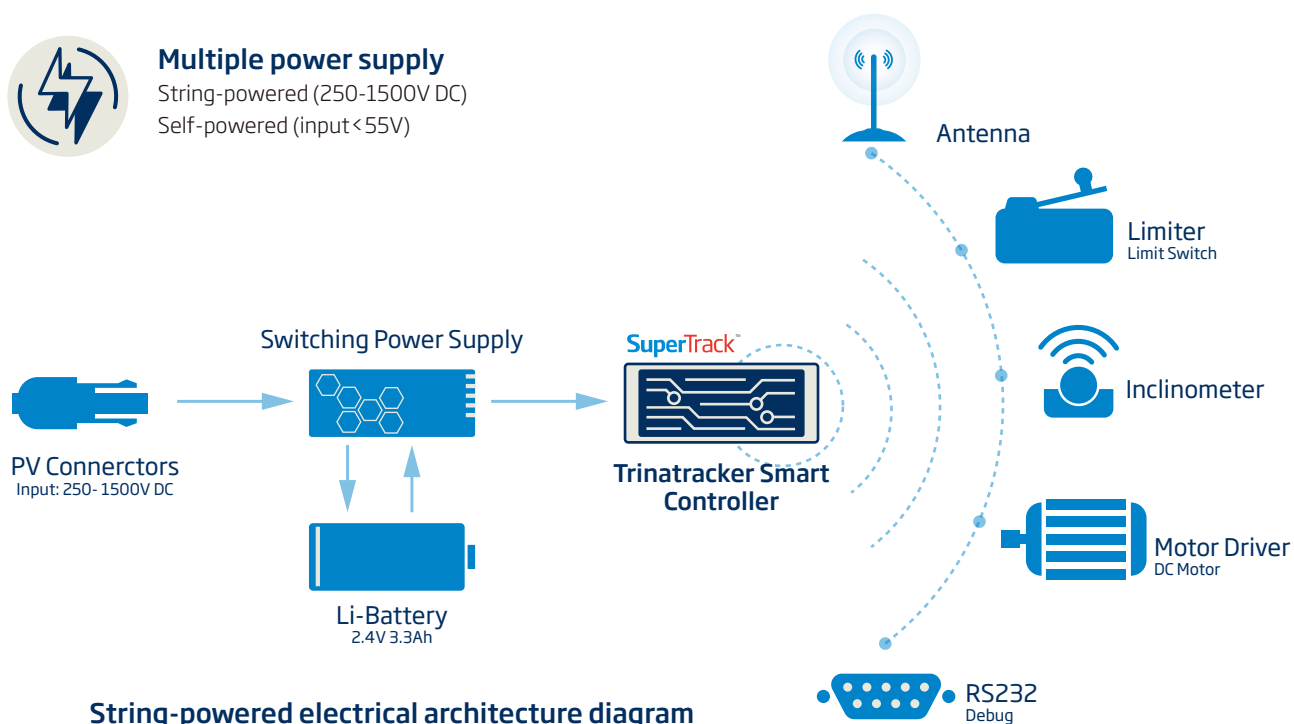 Multiple power supply
String-powered (250-1500V DC)
Self-powered (input<55V)
Antenna
Limiter
Limit Switch
Switching Power Supply
SuperTrack™
Inclinometer
PV Connerctors
Input: 250-1500V DC
Trinatracker Smart
Controller
Motor Driver
DC Motor
Li-Battery
2.4V 3.3Ah
RS232
Debug
String-powered electrical architecture diagram